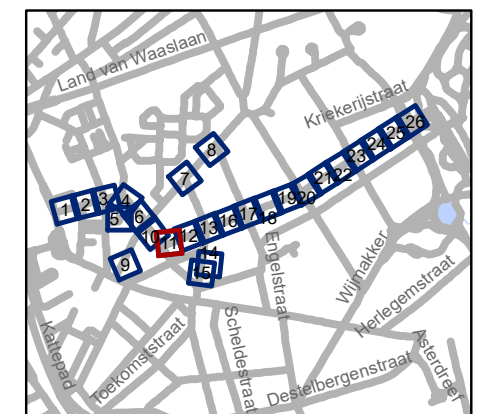 Land van Waaslaan
Kriekerijstraat
26
25
24
23
22
21
20
19
18
17
16
13
12
11
10
8
7
1
2
3
4
5
6
9
14
15
Engelstraat
Wijmakker
Herlegemstraat
Kattepad
Toekomststraat
Scheldestraat
Destelbergenstraat
Asterdreef